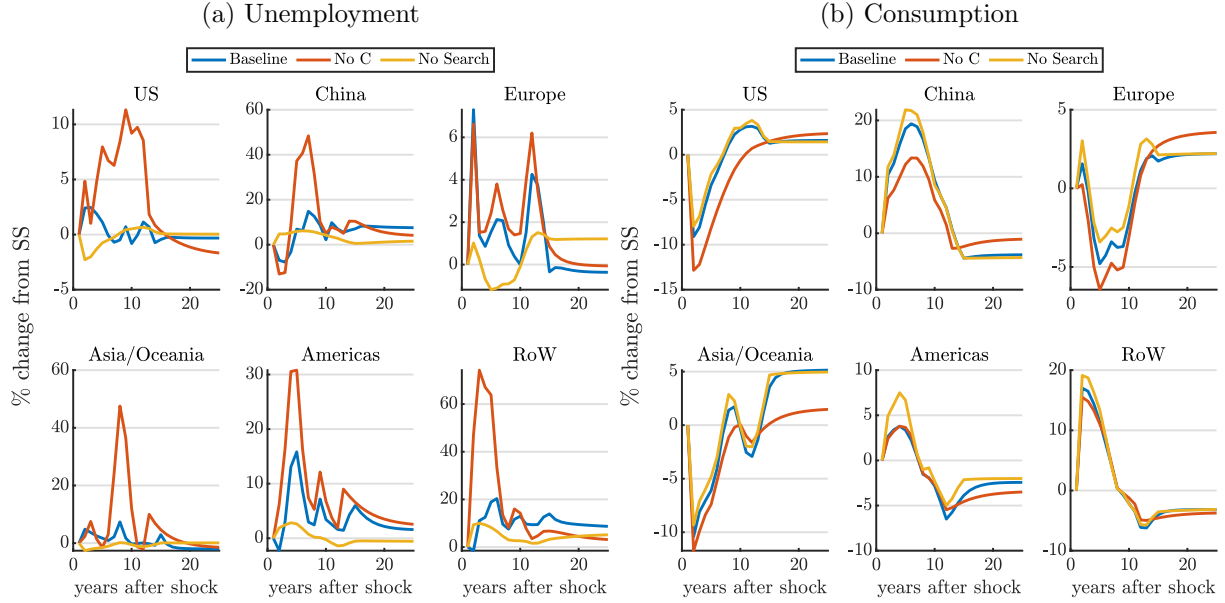 (a) Unemployment
Baseline No C No Search
% change from SS
US
10
5
0
-5
0 10 20
China
60
40
20
0
-20
0 10 20
Europe
6
4
2
0
0 10 20
Asia/Oceania
60
40
20
0
0 10 20
years after shock
Americas
30
20
10
0
0 10 20
years after shock
RoW
60
40
20
0
0 10 20
years after shock
(b) Consumption
Baseline No C No Search
% change from SS
US
5
0
-5
-10
-15
0 10 20
China
20
10
0
-10
0 10 20
Europe
5
0
-5
0 10 20
Asia/Oceania
5
0
-5
-10
0 10 20
years after shock
Americas
10
5
0
-5
-10
0 10 20
years after shock
RoW
20
10
0
-10
0 10 20
years after shock